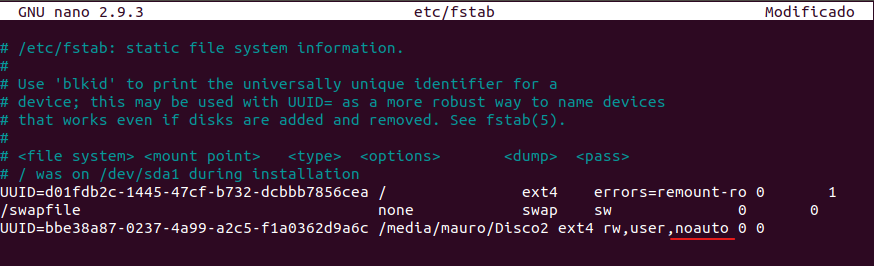 GNU nano 2.9.3 etc/fstab Modificado
# /etc/fstab: static file system information.
#
# Use 'blkid' to print the universally unique identifier for a
# device; this may be used with UUID= as a more robust way to name devices
# that works even if disks are added and removed. See fstab(5).
#
# <file system> <mount point>   <type>  <options>       <dump>  <pass>
# / was on /dev/sda1 during installation
UUID=d01fdb2c-1445-47cf-b732-dcbbb7856cea /               ext4    errors=remount-ro 0       1
/swapfile                                 none            swap    sw              0       0
UUID=bbe38a87-0237-4a99-a2c5-f1a0362d9a6c /media/mauro/Disco2 ext4 rw,user,noauto 0 0